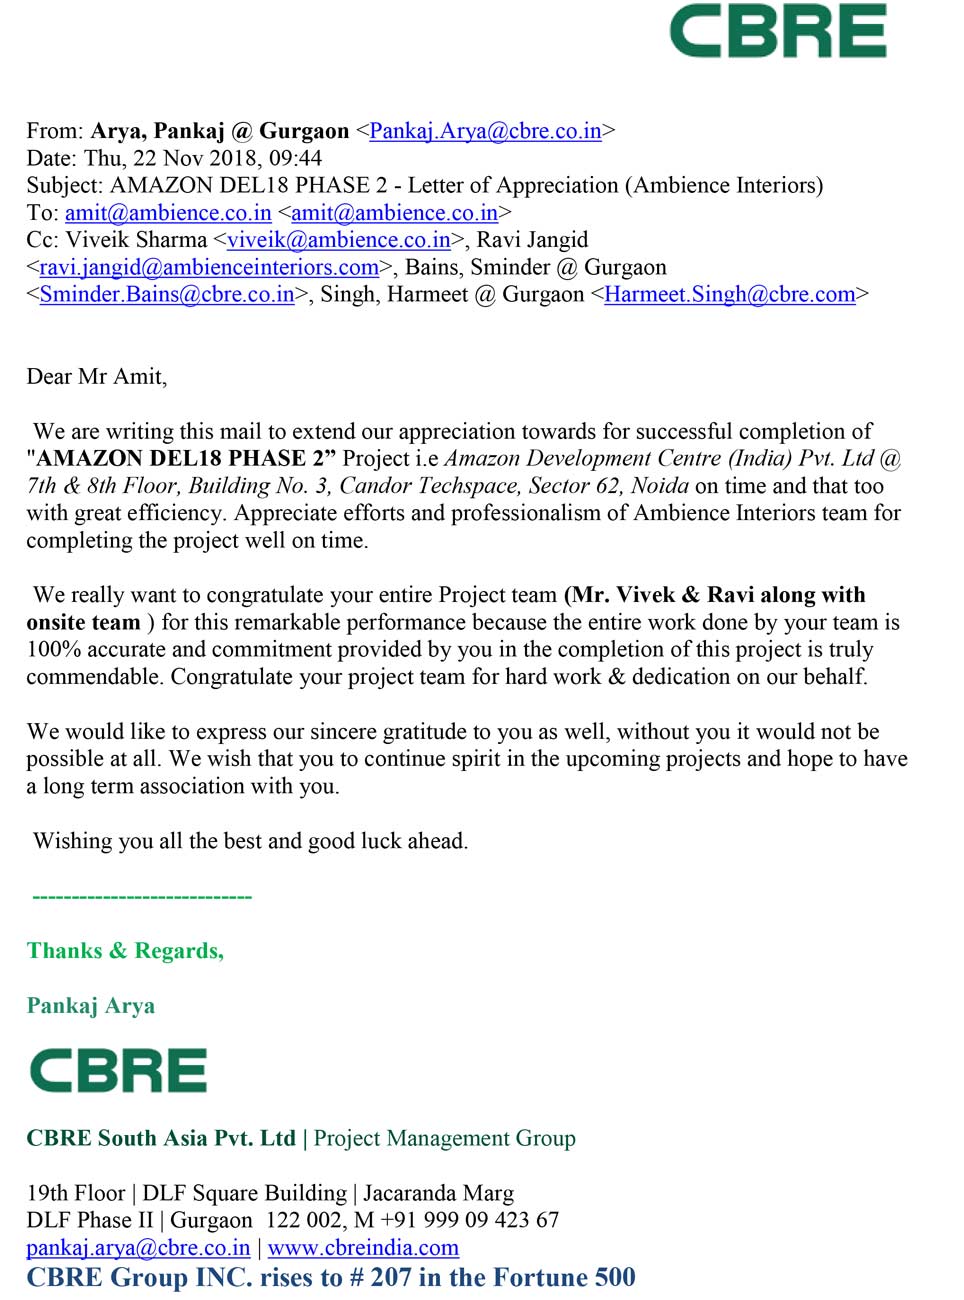 CBRE
From: Arya, Pankaj @ Gurgaon <Pankaj.Arya@cbre.co.in>
Date: Thu, 22 Nov 2018, 09:44
Subject: AMAZON DEL18 PHASE 2 - Letter of Appreciation (Ambience Interiors)
To: amit@ambience.co.in <amit@ambience.co.in>
Cc: Viveik Sharma <viveik@ambience.co.in>, Ravi Jangid
<ravi.jangid@ambienceinteriors.com>, Bains, Sminder @ Gurgaon
<Sminder.Bains@cbre.co.in>, Singh, Harmeet @ Gurgaon <Harmeet.Singh@cbre.com>
Dear Mr Amit,
We are writing this mail to extend our appreciation towards for successful completion of
"AMAZON DEL18 PHASE 2” Project i.e Amazon Development Centre (India) Pvt. Ltd @
7th & 8th Floor, Building No. 3, Candor Techspace, Sector 62, Noida on time and that too
with great efficiency. Appreciate efforts and professionalism of Ambience Interiors team for
completing the project well on time.
We really want to congratulate your entire Project team (Mr. Vivek & Ravi along with
onsite team ) for this remarkable performance because the entire work done by your team is
100% accurate and commitment provided by you in the completion of this project is truly
commendable. Congratulate your project team for hard work & dedication on our behalf.
We would like to express our sincere gratitude to you as well, without you it would not be
possible at all. We wish that you to continue spirit in the upcoming projects and hope to have
a long term association with you.
Wishing you all the best and good luck ahead.
----------------------------
Thanks & Regards,
Pankaj Arya
CBRE
CBRE South Asia Pvt. Ltd | Project Management Group
19th Floor | DLF Square Building | Jacaranda Marg
DLF Phase II | Gurgaon  122 002, M +91 999 09 423 67
pankaj.arya@cbre.co.in | www.cbreindia.com
CBRE Group INC. rises to # 207 in the Fortune 500